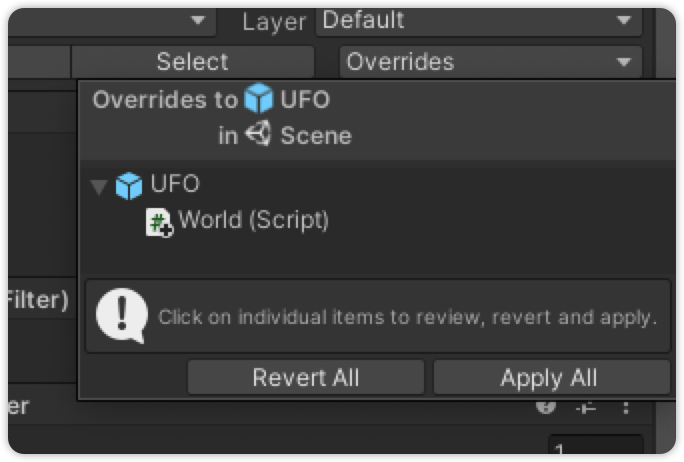 Layer Default
Select Overrides
Overrides to UFO
in Scene
UFO
World (Script)
Filter)
Click on individual items to review, revert and apply.
Revert All Apply All
er
1